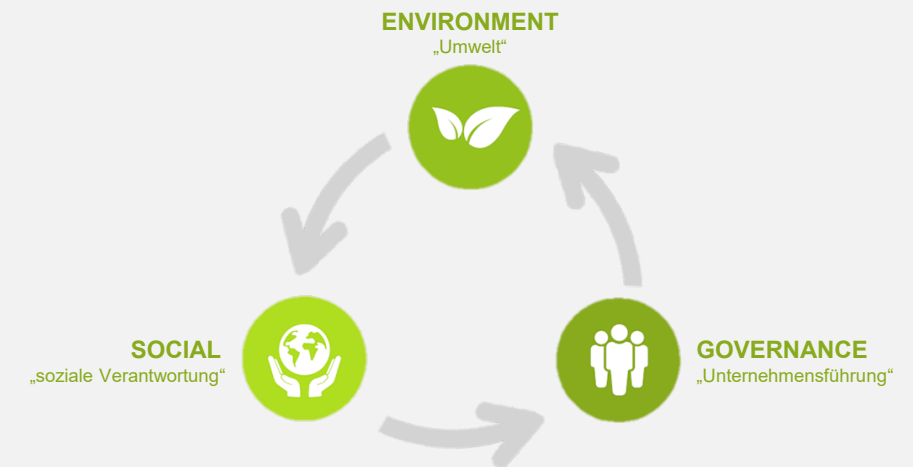 ENVIRONMENT
„Umwelt“
SOCIAL
„soziale Verantwortung“
GOVERNANCE
„Unternehmensführung“